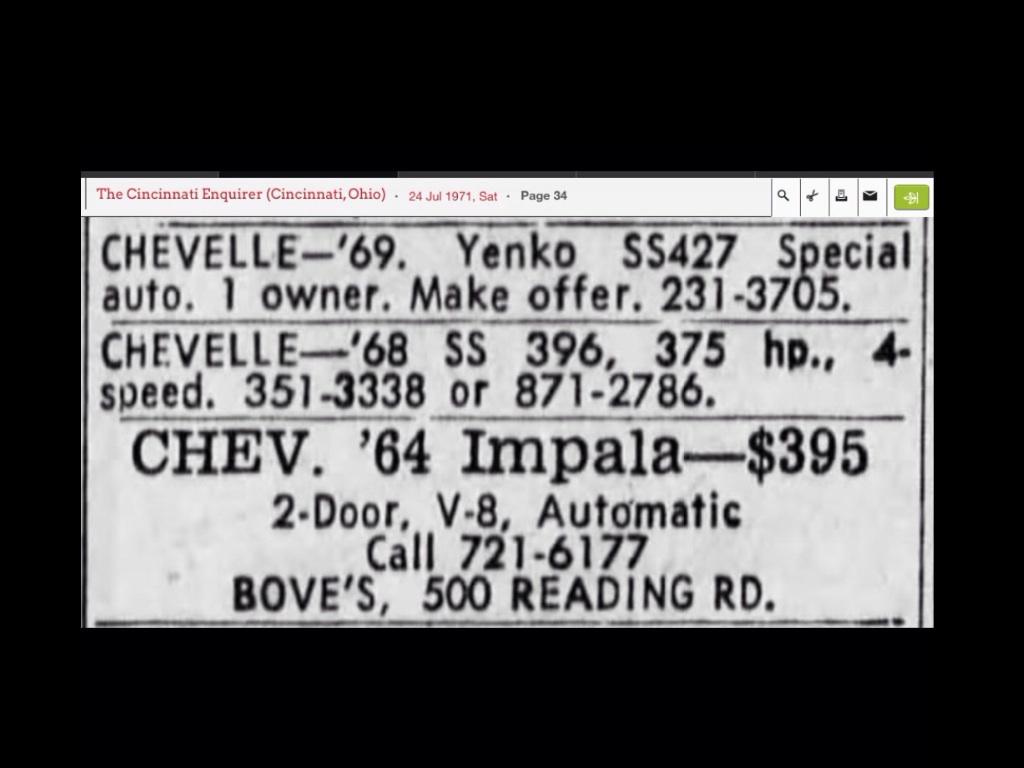 The Cincinnati Enquirer (Cincinnati, Ohio) · 24 Jul 1971, Sat · Page 34
CHEVELLE—'69. Yenko SS427 Special
auto. 1 owner. Make offer. 231-3705.
CHEVELLE—'68 SS 396, 375 hp., 4-
speed. 351-3338 or 871-2786.
CHEV. '64 Impala—$395
2-Door, V-8, Automatic
Call 721-6177
BOVE'S, 500 READING RD.